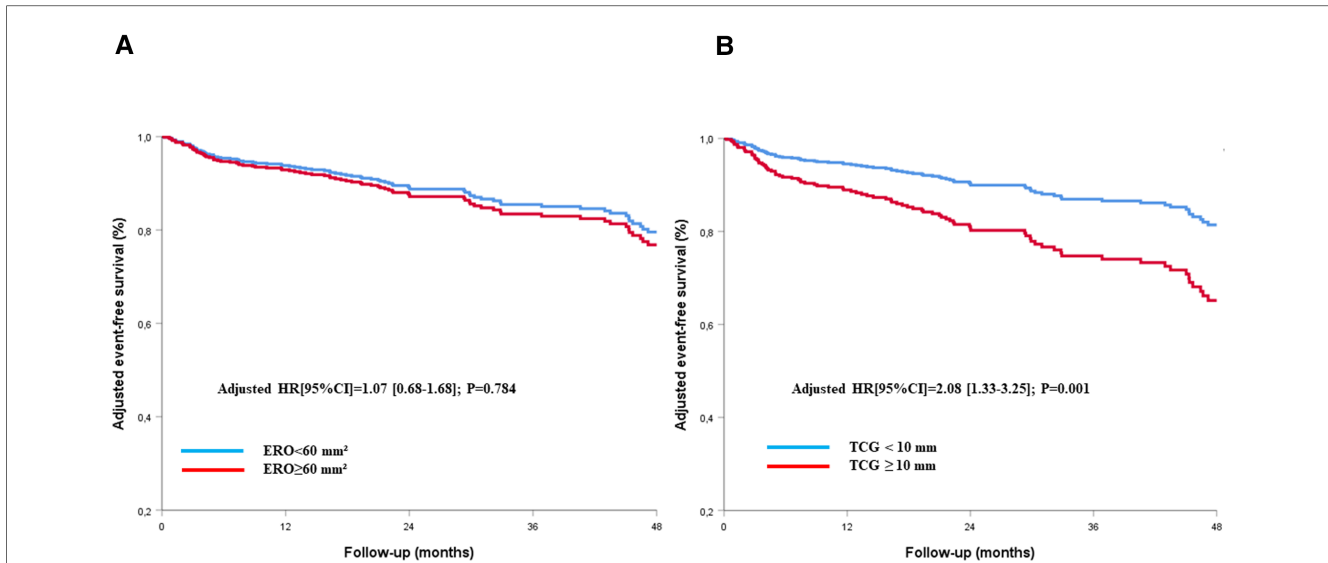 A
Adjusted event-free survival (%)
1,0
0,8
0,6
0,4
0,2
Adjusted HR[95%CI]=1.07 [0.68-1.68]; P=0.784
ERO<60 mm²
ERO≥60 mm²
0
12
24
36
48
Follow-up (months)
B
Adjusted event-free survival (%)
1,0
0,8
0,6
0,4
0,2
Adjusted HR[95%CI]=2.08 [1.33-3.25]; P=0.001
TCG < 10 mm
TCG ≥ 10 mm
0
12
24
36
48
Follow-up (months)